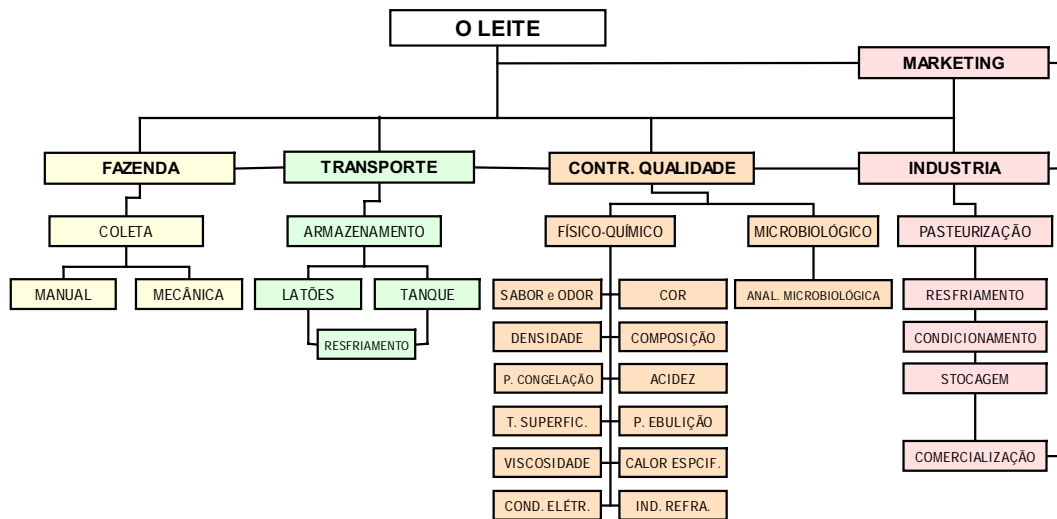 O LEITE
MARKETING
FAZENDA
TRANSPORTE
CONTR. QUALIDADE
INDUSTRIA
COLETA
ARMAZENAMENTO
FÍSICO-QUÍMICO
MICROBIOLÓGICO
PASTEURIZAÇÃO
MANUAL
MECÂNICA
LATÕES
TANQUE
SABOR e ODOR
COR
ANAL. MICROBIOLÓGICA
RESFRIAMENTO
RESFRIAMENTO
DENSIDADE
COMPOSIÇÃO
CONDICIONAMENTO
P. CONGELAÇÃO
ACIDEZ
STOCAGEM
T. SUPERFIC.
P. EBULIÇÃO
VISCOSIDADE
CALOR ESPCIF.
COMERCIALIZAÇÃO
COND. ELÉTR.
IND. REFRA.